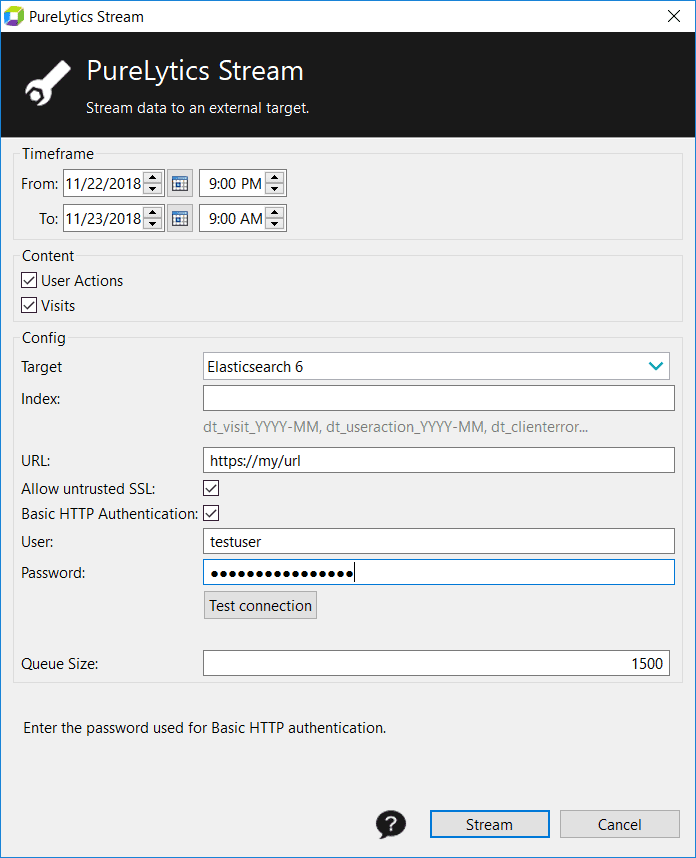 PureLytics Stream
PureLytics Stream
Stream data to an external target.
Timeframe
From: 11/22/2018 9:00 PM
To: 11/23/2018 9:00 AM
Content
User Actions
Visits
Config
Target Elasticsearch 6
Index:
dt_visit_YYYY-MM, dt_useraction_YYYY-MM, dt_clienterror...
URL: https://my/url
Allow untrusted SSL:
Basic HTTP Authentication:
User: testuser
Password: ●●●●●●●●●●●●●●●●
Test connection
Queue Size: 1500
Enter the password used for Basic HTTP authentication.
? Stream Cancel